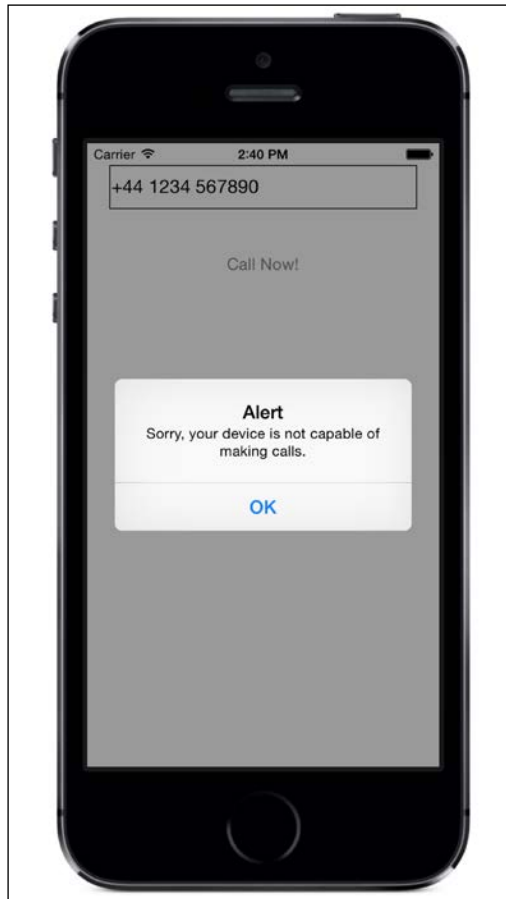 Carrier 2:40 PM
+44 1234 567890
Call Now!
Alert
Sorry, your device is not capable of
making calls.
OK